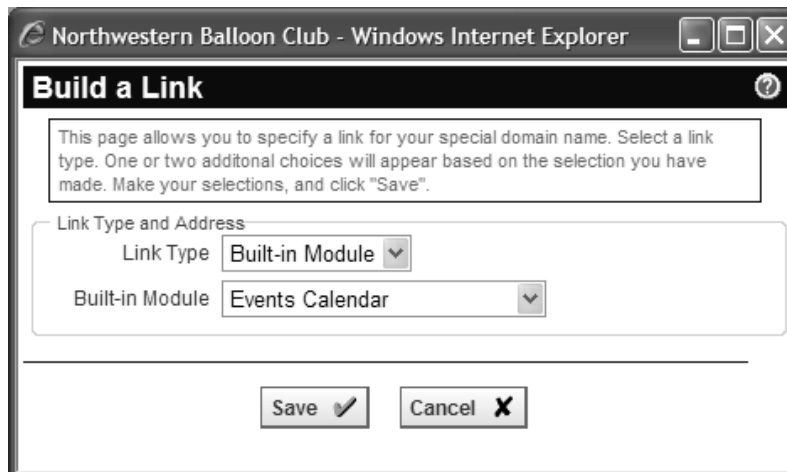 Northwestern Balloon Club - Windows Internet Explorer
Build a Link
This page allows you to specify a link for your special domain name. Select a link
type. One or two additonal choices will appear based on the selection you have
made. Make your selections, and click "Save".
Link Type and Address
Link Type Built-in Module
Built-in Module Events Calendar
Save Cancel